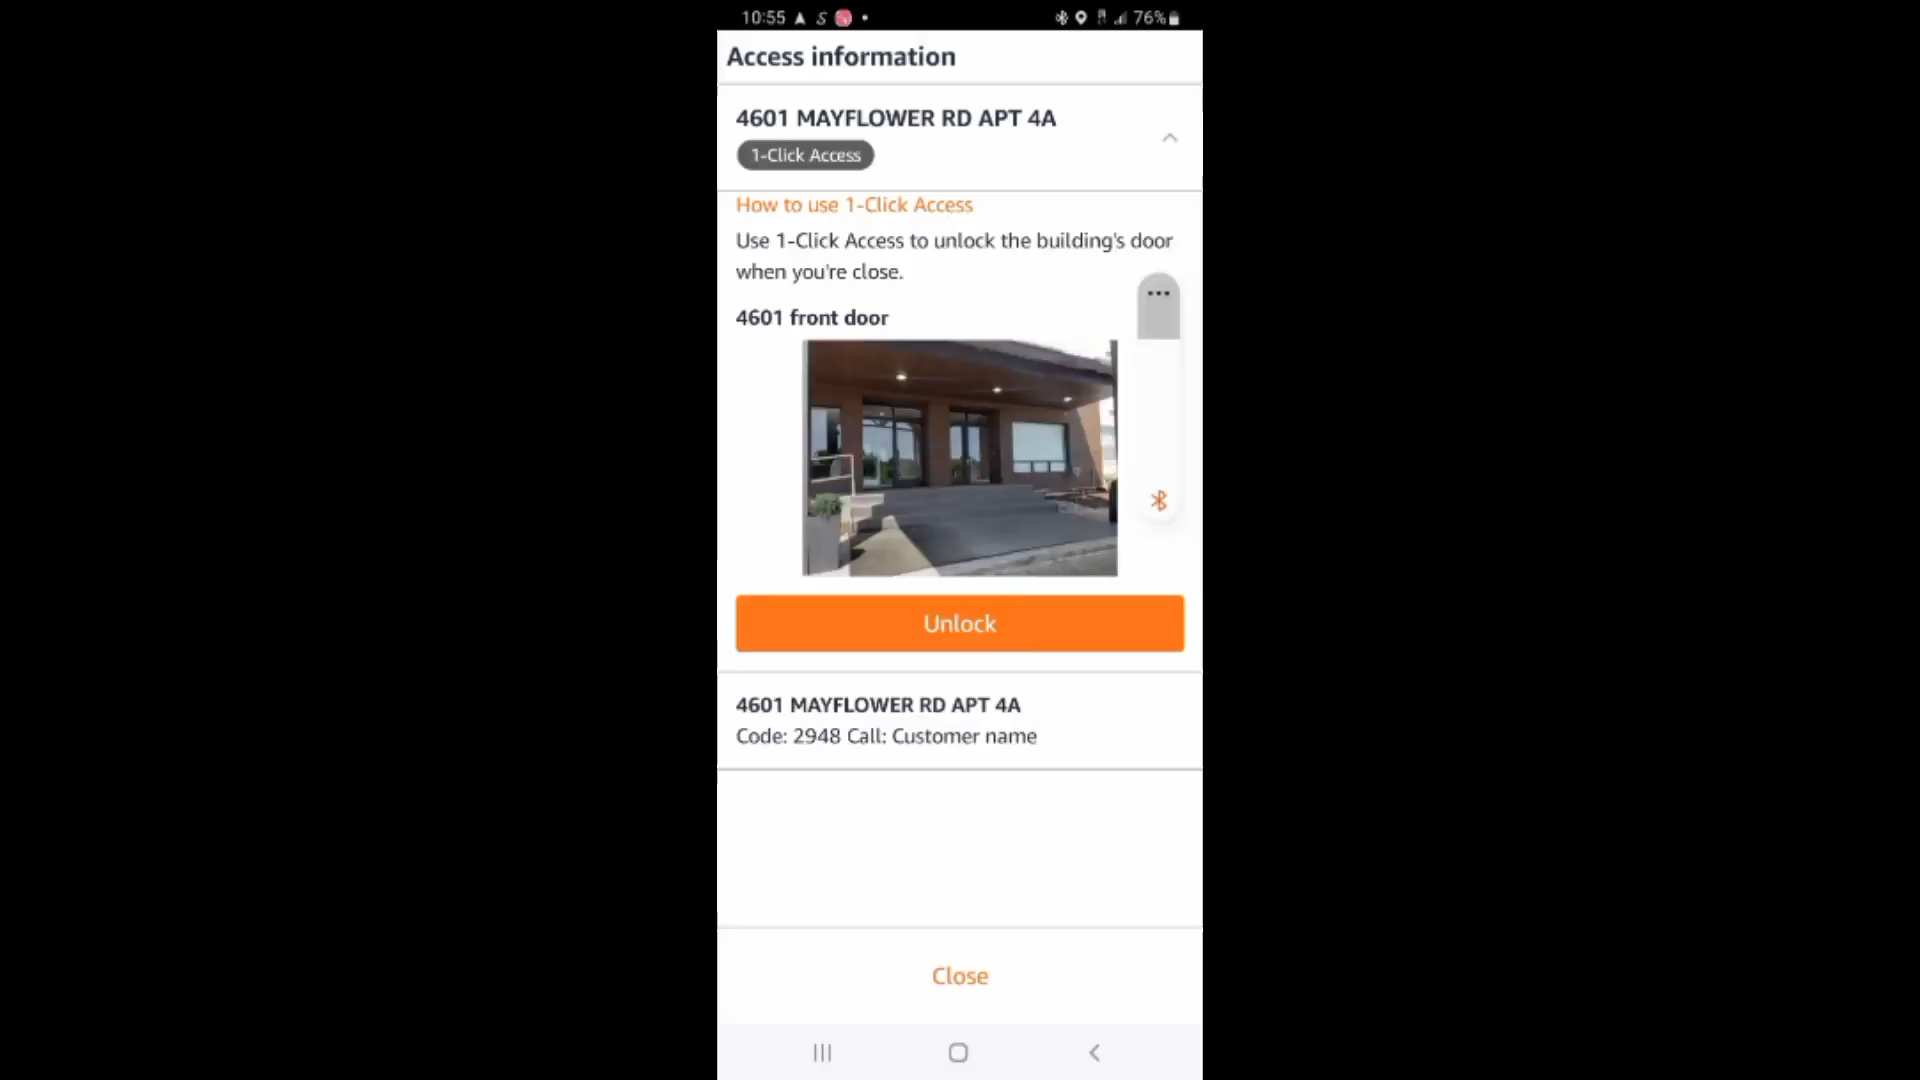 10:55 S 76%
Access information
4601 MAYFLOWER RD APT 4A
1-Click Access
How to use 1-Click Access
Use 1-Click Access to unlock the building's door
when you're close.
4601 front door
Unlock
4601 MAYFLOWER RD APT 4A
Code: 2948 Call: Customer name
Close